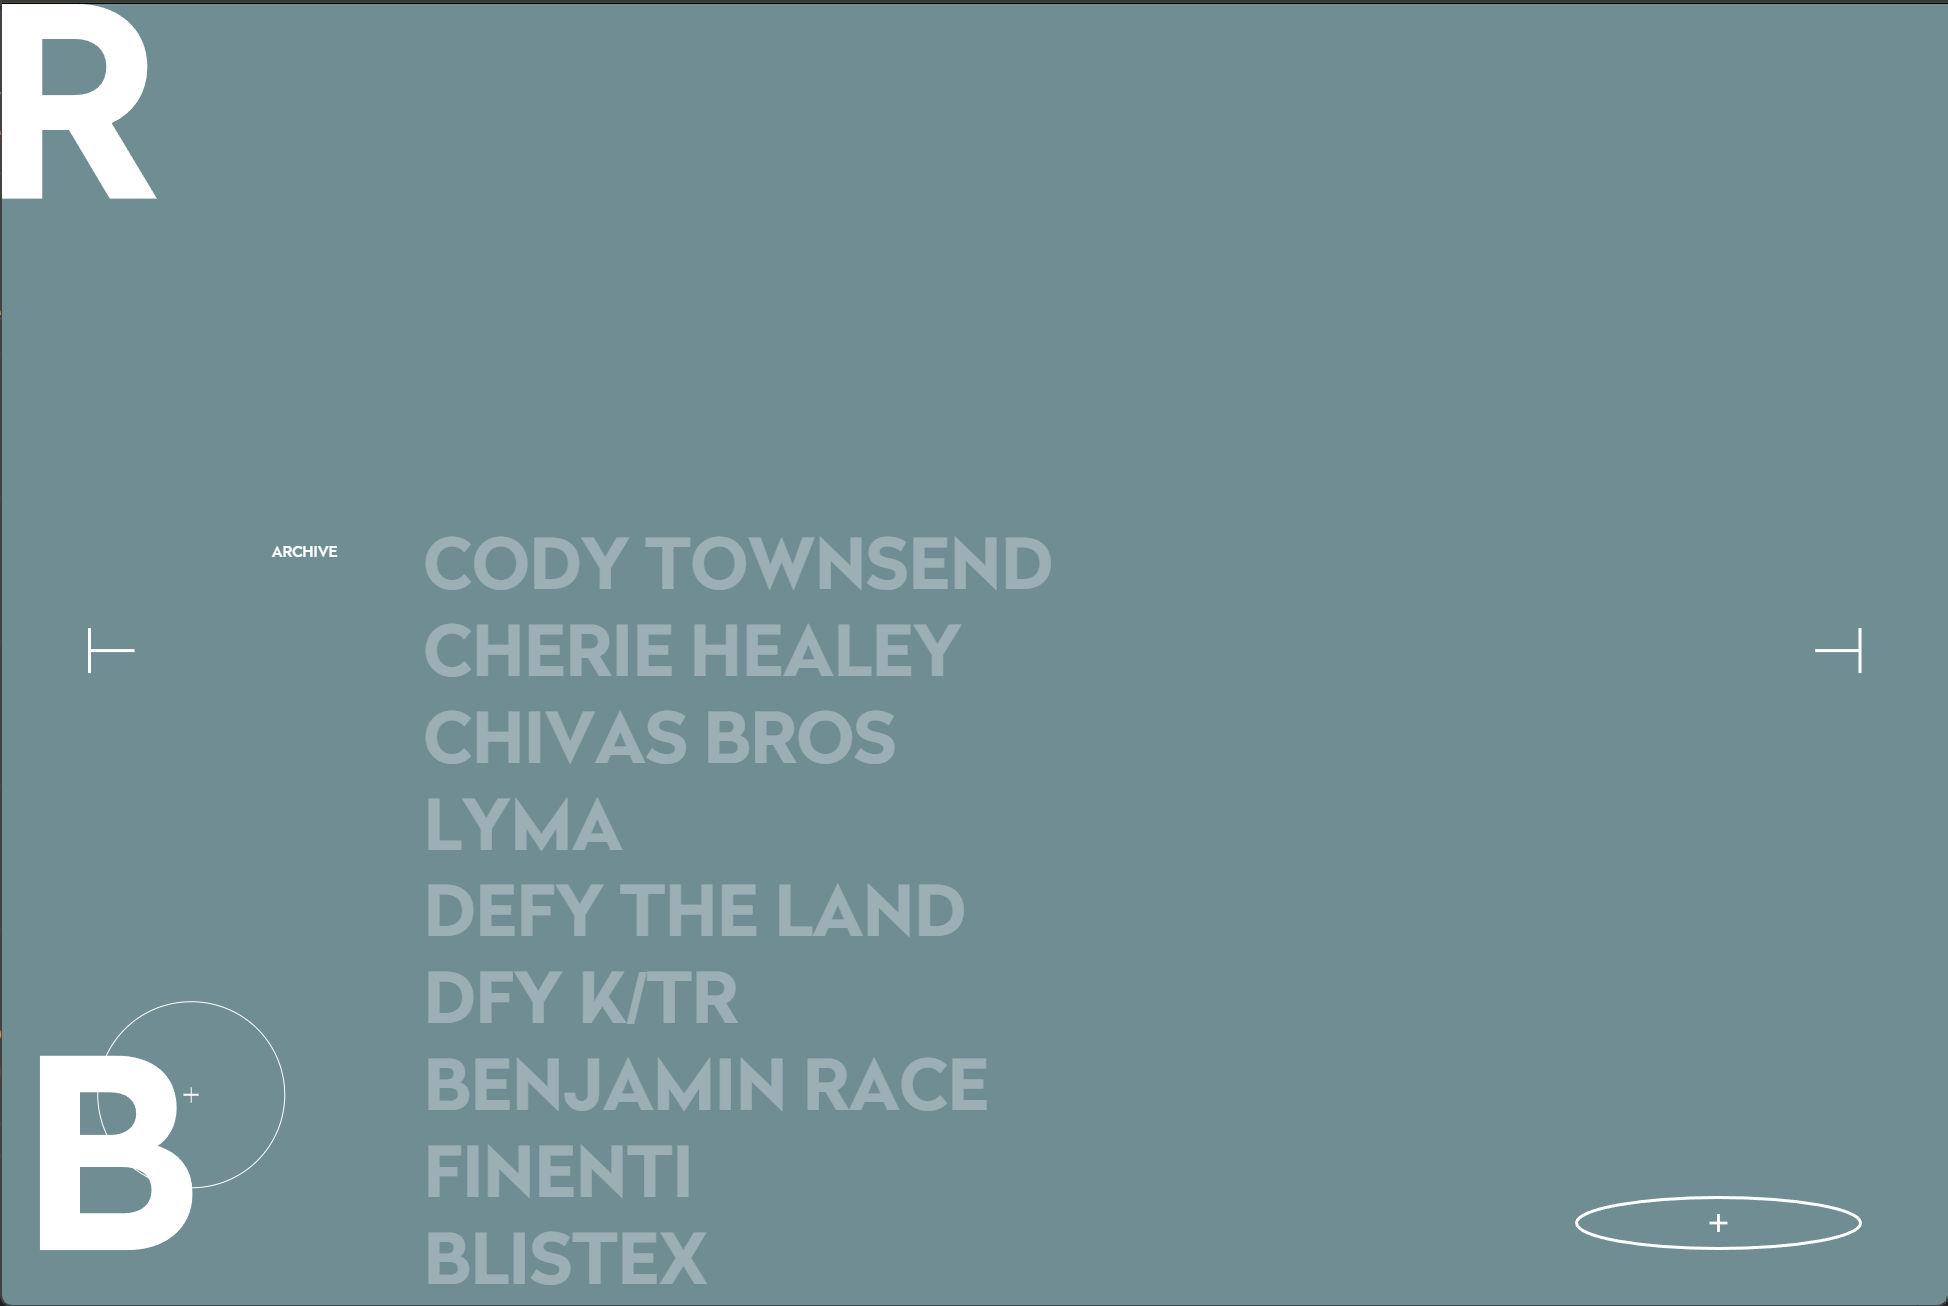 R
ARCHIVE
CODY TOWNSEND
CHERIE HEALEY
CHIVAS BROS
LYMA
DEFY THE LAND
DFY K/TR
BENJAMIN RACE
FINENTI
BLISTEX
B